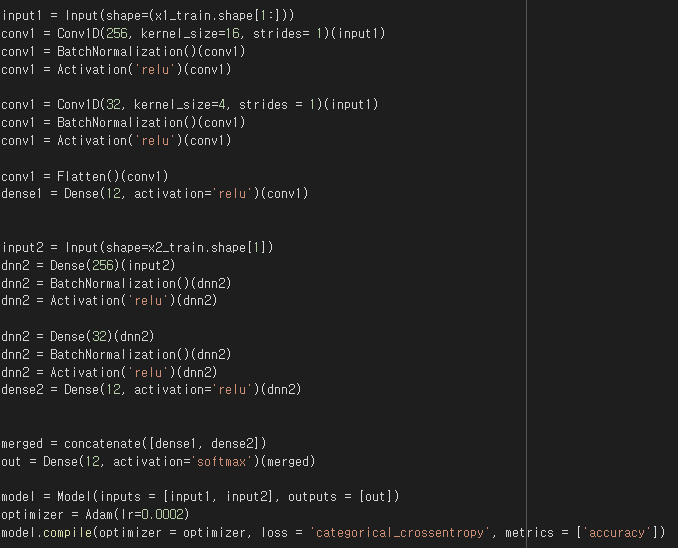 input1 = Input(shape=(x1_train.shape[1:]))
conv1 = Conv1D(256, kernel_size=16, strides= 1)(input1)
conv1 = BatchNormalization()(conv1)
conv1 = Activation('relu')(conv1)
conv1 = Conv1D(32, kernel_size=4, strides = 1)(input1)
conv1 = BatchNormalization()(conv1)
conv1 = Activation('relu')(conv1)
conv1 = Flatten()(conv1)
dense1 = Dense(12, activation='relu')(conv1)
input2 = Input(shape=x2_train.shape[1])
dnn2 = Dense(256)(input2)
dnn2 = BatchNormalization()(dnn2)
dnn2 = Activation('relu')(dnn2)
dnn2 = Dense(32)(dnn2)
dnn2 = BatchNormalization()(dnn2)
dnn2 = Activation('relu')(dnn2)
dense2 = Dense(12, activation='relu')(dnn2)
merged = concatenate([dense1, dense2])
out = Dense(12, activation='softmax')(merged)
model = Model(inputs = [input1, input2], outputs = [out])
optimizer = Adam(lr=0.0002)
model.compile(optimizer = optimizer, loss = 'categorical_crossentropy', metrics = ['accuracy'])